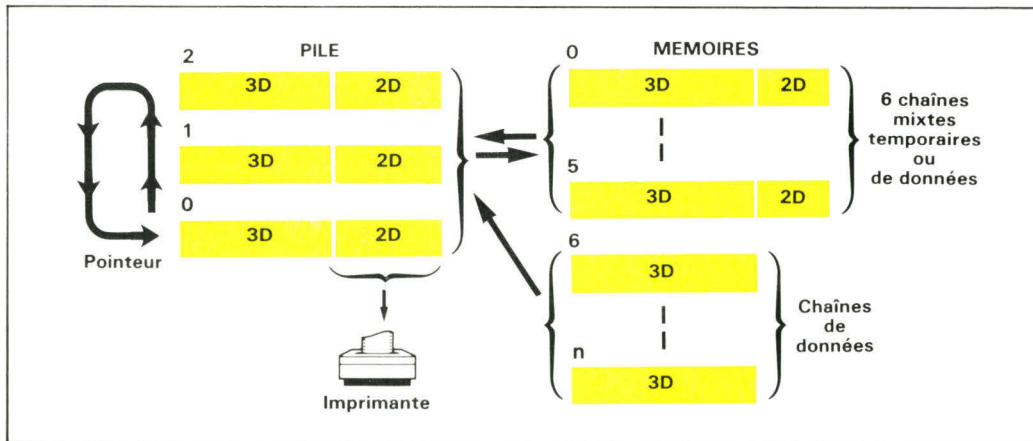 PILE
2
3D 2D
1
3D 2D
0
3D 2D
Pointeur
Imprimante
MEMOIRES
0
3D 2D
5
3D 2D
6 chaînes
mixtes
temporaires
ou
de données
6
3D
n
3D
Chaînes
de
données